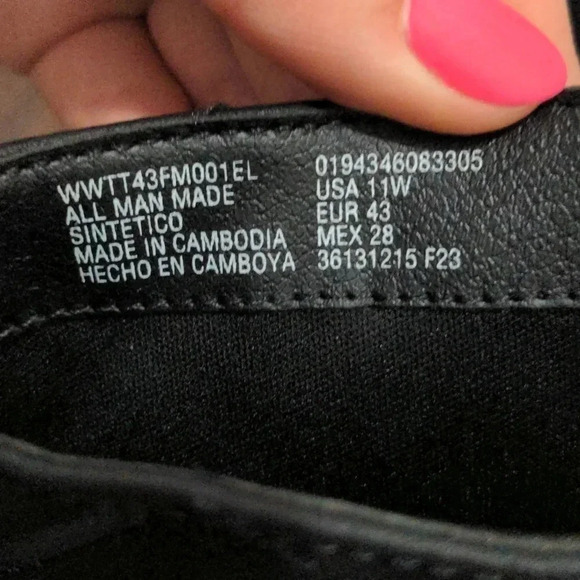 WWTT43FM001EL
ALL MAN MADE
SINTETICO
MADE IN CAMBODIA
HECHO EN CAMBOYA
0194346083305
USA 11W
EUR 43
MEX 28
36131215 F23